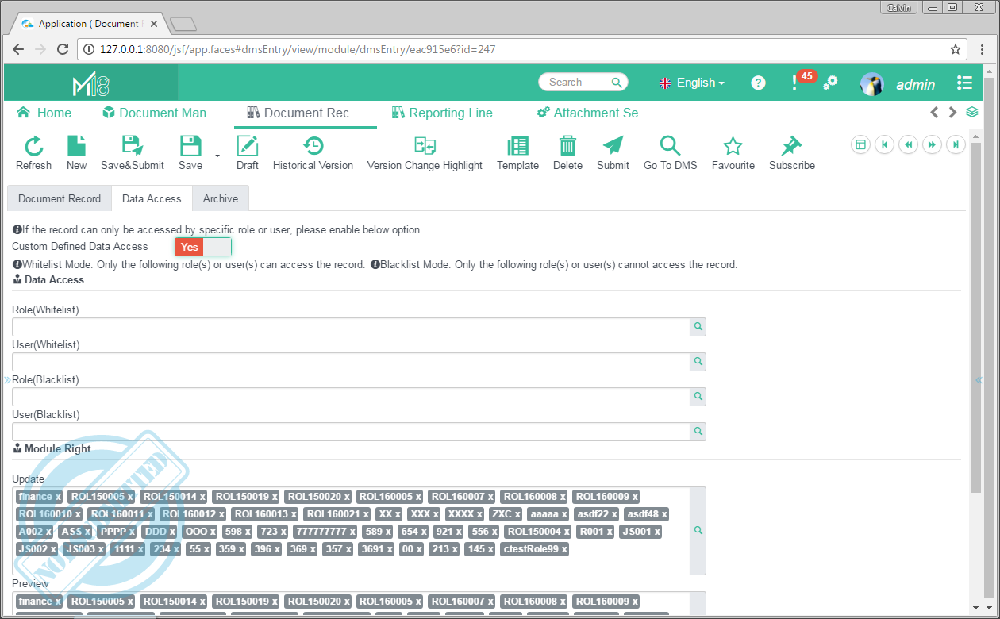 Calvin
Application ( Document
127.0.0.1:8080/jsf/app.faces#dmsEntry/view/module/dmsEntry/eac915e6?id=247
M18 Search English ? ! 45 admin
Home Document Man... Document Rec... Reporting Line... Attachment Se...
Refresh New Save&Submit Save Draft Historical Version Version Change Highlight Template Delete Submit Go To DMS Favourite Subscribe
Document Record Data Access Archive
If the record can only be accessed by specific role or user, please enable below option.
Custom Defined Data Access Yes
Whitelist Mode: Only the following role(s) or user(s) can access the record. Blacklist Mode: Only the following role(s) or user(s) cannot access the record.
Data Access
Role(Whitelist)
User(Whitelist)
Role(Blacklist)
User(Blacklist)
Module Right
Update
finance x ROL150005 x ROL150014 x ROL150019 x ROL150020 x ROL160005 x ROL160007 x ROL160008 x ROL160009 x
ROL160010 x ROL160011 x ROL160012 x ROL160013 x ROL160021 x XX x XXX x XXXX x ZXC x aaaaa x asdf22 x asdf48 x
A002 x ASS x PPPP x DDD x OOO x 598 x 723 x 777777777 x 589 x 654 x 921 x 556 x ROL150004 x R001 x JS001 x
JS002 x JS003 x 1111 x 234 x 55 x 359 x 396 x 369 x 357 x 3691 x 00 x 213 x 145 x ctestRole99 x
NOT SUBMITTED
Preview
finance x ROL150005 x ROL150014 x ROL150019 x ROL150020 x ROL160005 x ROL160007 x ROL160008 x ROL160009 x